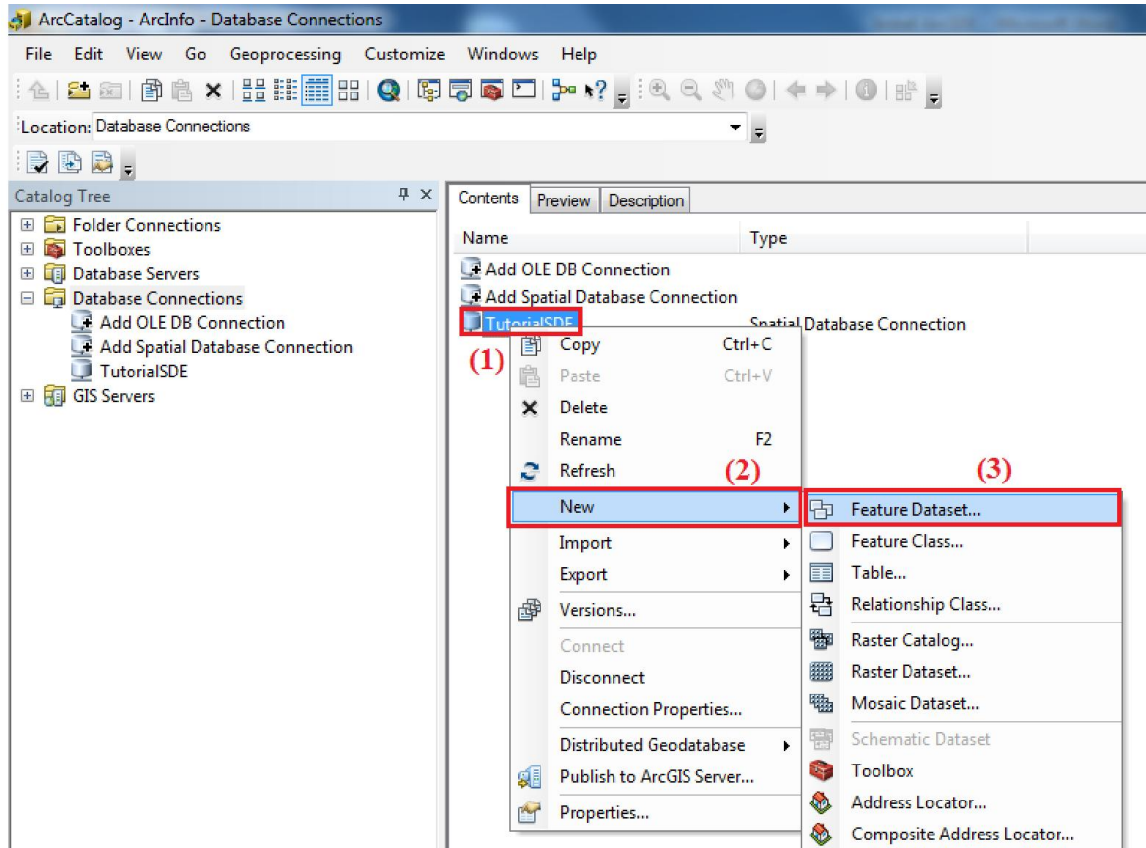 ArcCatalog - ArcInfo - Database Connections
File Edit View Go Geoprocessing Customize Windows Help
Location: Database Connections
Catalog Tree
Folder Connections
Toolboxes
Database Servers
Database Connections
Add OLE DB Connection
Add Spatial Database Connection
TutorialSDE
GIS Servers
Contents Preview Description
Name Type
Add OLE DB Connection
Add Spatial Database Connection
TutorialSDE Spatial Database Connection
(1)
Copy Ctrl+C
Paste Ctrl+V
Delete
Rename F2
Refresh
(2)
New
Import
Export
Versions...
Connect
Disconnect
Connection Properties...
Distributed Geodatabase
Publish to ArcGIS Server...
Properties...
(3)
Feature Dataset...
Feature Class...
Table...
Relationship Class...
Raster Catalog...
Raster Dataset...
Mosaic Dataset...
Schematic Dataset
Toolbox
Address Locator...
Composite Address Locator...